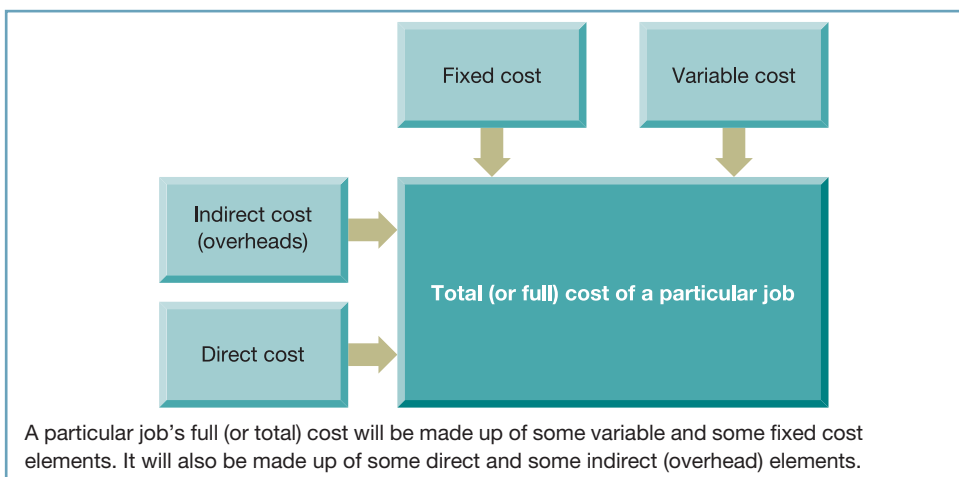 Fixed cost
Variable cost
Indirect cost
(overheads)
Total (or full) cost of a particular job
Direct cost
A particular job's full (or total) cost will be made up of some variable and some fixed cost
elements. It will also be made up of some direct and some indirect (overhead) elements.